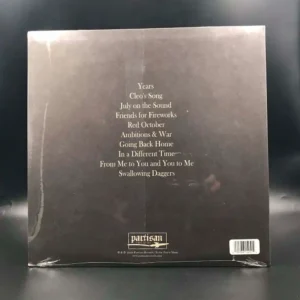 Years
Cleo's Song
July on the Sound
Friends for Fireworks
Red October
Ambitions & War
Going Back Home
In a Different Time
From Me to You and You to Me
Swallowing Daggers
partisan